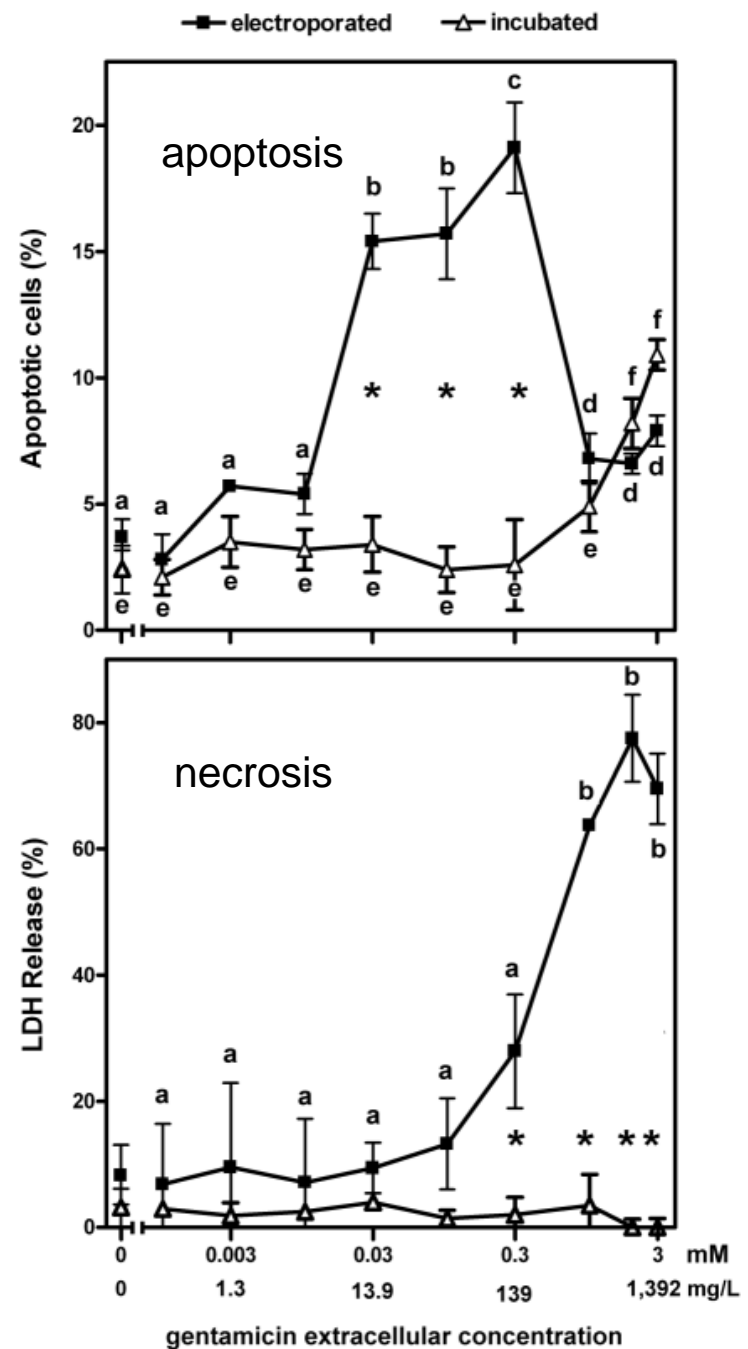 electroporated incubated
c
20
apoptosis
b
b
15
Apoptotic cells (%)
f
10
* * *
f
d
a a
5
a a
d d
e e e e e e e e
0
b
80
necrosis
b
b
60
LDH Release (%)
40
a
20
a a a a a
* * * *
0
0 0.003 0.03 0.3 3 mM
0 1.3 13.9 139 1,392 mg/L
gentamicin extracellular concentration